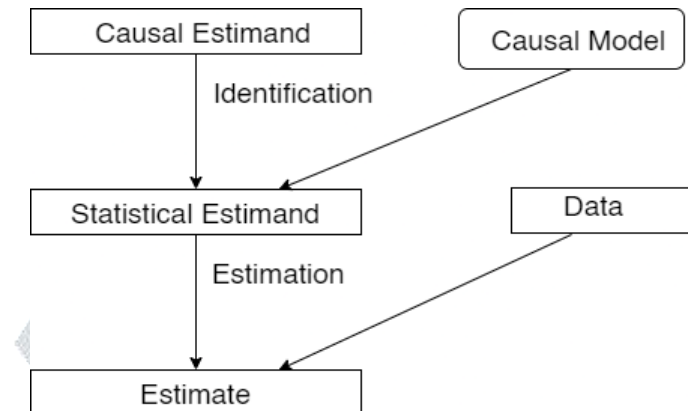 Causal Estimand
Causal Model
Identification
Statistical Estimand
Data
Estimation
Estimate